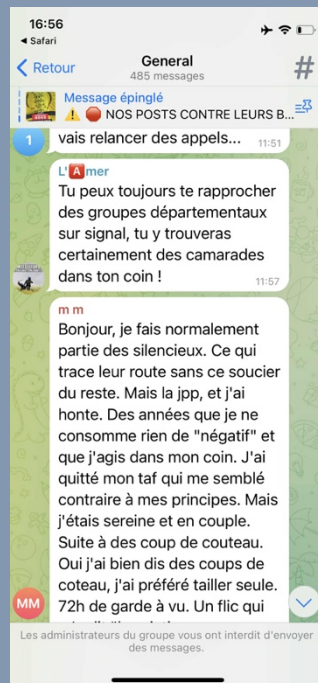 16:56
◂ Safari
Retour
General
485 messages
#
Message épinglé
⚠️ 🛑 NOS POSTS CONTRE LEURS B...
1
vais relancer des appels... 11:51
L'🅰️mer
Tu peux toujours te rapprocher
des groupes départementaux
sur signal, tu y trouveras
certainement des camarades
dans ton coin ! 11:57
m m
Bonjour, je fais normalement
partie des silencieux. Ce qui
trace leur route sans ce soucier
du reste. Mais la jpp, et j'ai
honte. Des années que je ne
consomme rien de "négatif" et
que j'agis dans mon coin. J'ai
quitté mon taf qui me semblé
contraire à mes principes. Mais
j'étais sereine et en couple.
Suite à des coup de couteau.
Oui j'ai bien dis des coups de
coteau, j'ai préféré tailler seule.
72h de garde à vu. Un flic qui
MM
Les administrateurs du groupe vous ont interdit d'envoyer
des messages.